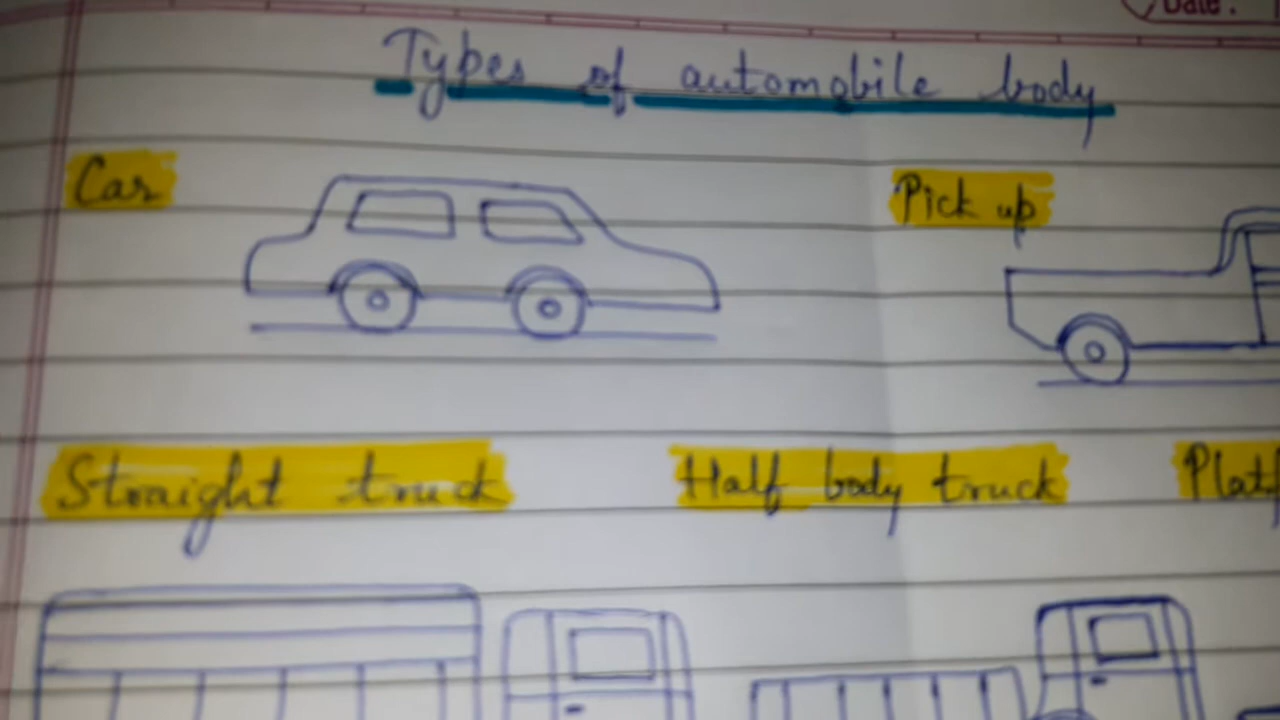 Date :
Types of automobile body
Car
Pick up
Straight truck
Half body truck